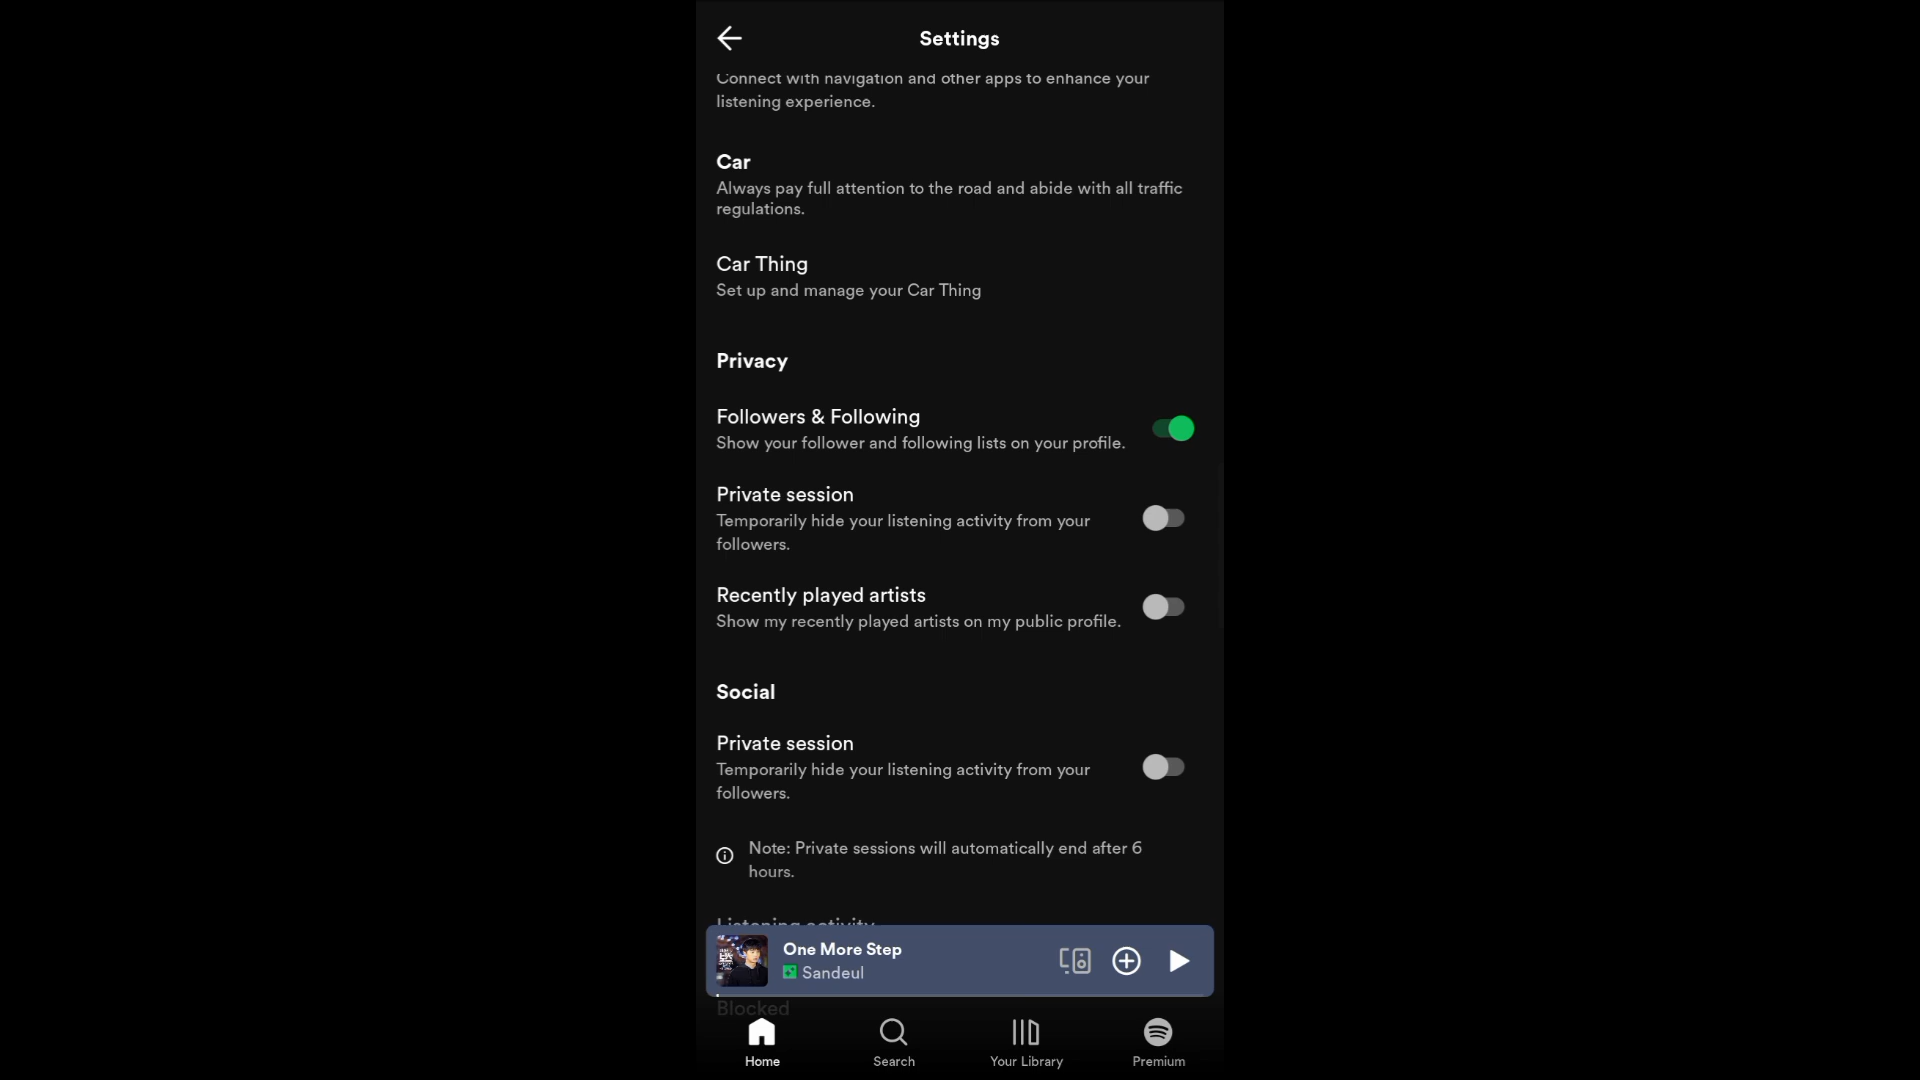 Settings
Connect with navigation and other apps to enhance your
listening experience.
Car
Always pay full attention to the road and abide with all traffic
regulations.
Car Thing
Set up and manage your Car Thing
Privacy
Followers & Following
Show your follower and following lists on your profile.
Private session
Temporarily hide your listening activity from your
followers.
Recently played artists
Show my recently played artists on my public profile.
Social
Private session
Temporarily hide your listening activity from your
followers.
Note: Private sessions will automatically end after 6
hours.
Listening activity
One More Step
Sandeul
Blocked
Home
Search
Your Library
Premium